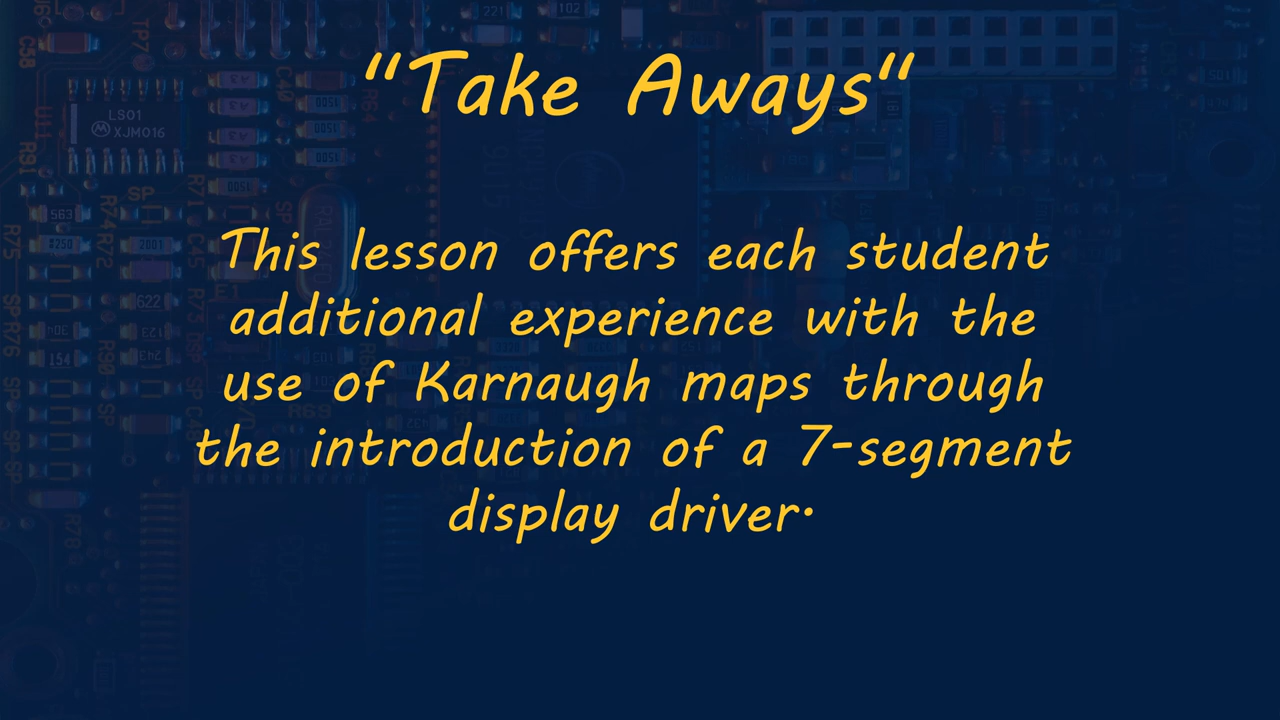 “Take Aways“
This lesson offers each student
additional experience with the
use of Karnaugh maps through
the introduction of a 7-segment
display driver.